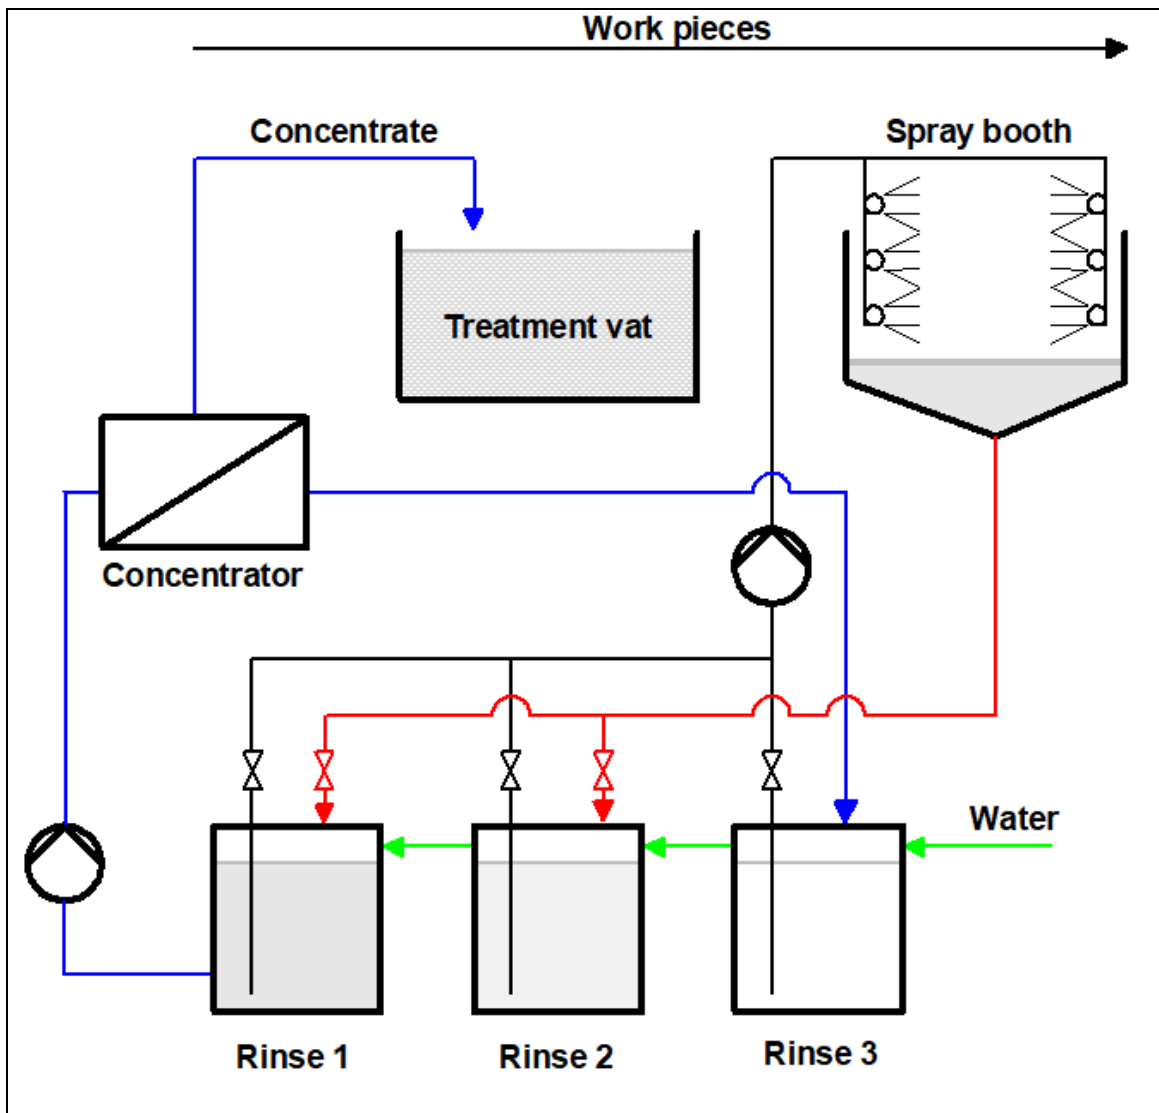 Work pieces
Concentrate
Spray booth
Treatment vat
Concentrator
Water
Rinse 1
Rinse 2
Rinse 3